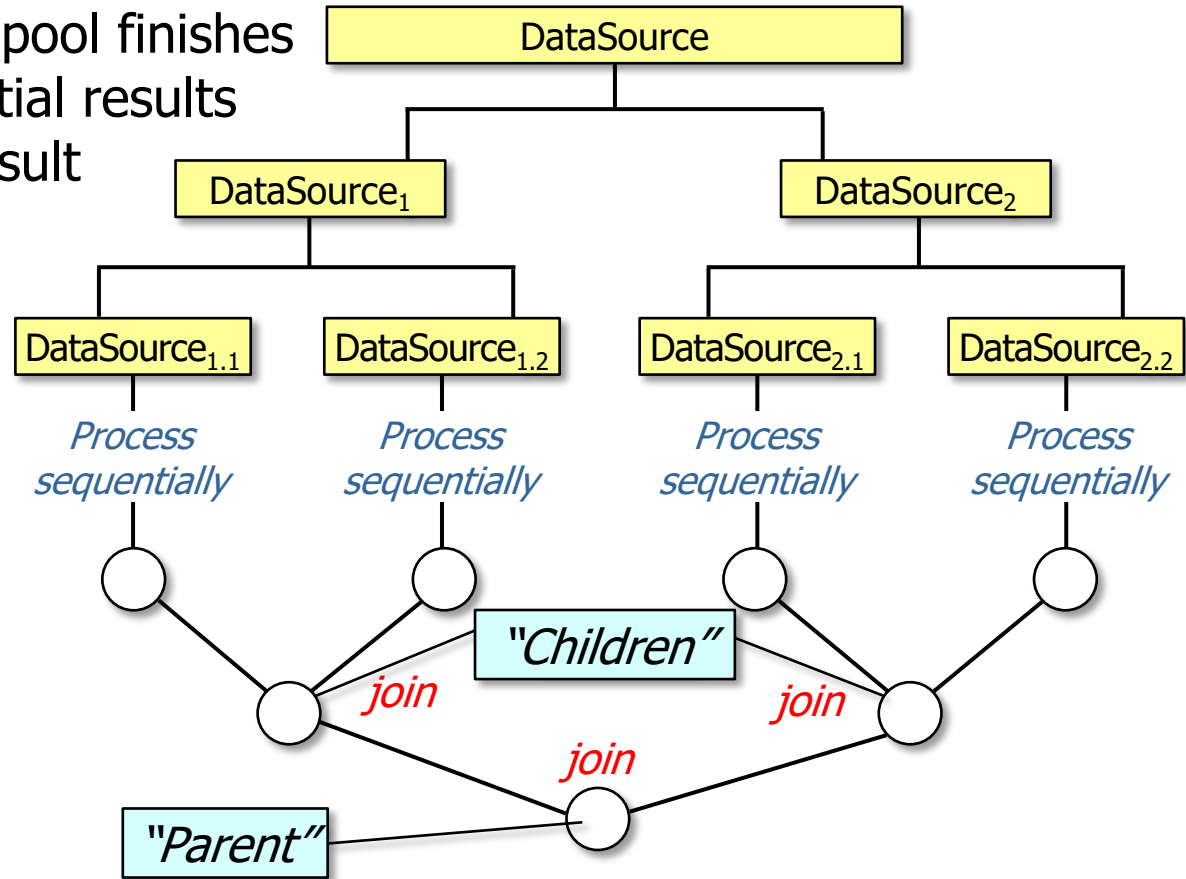 pool finishes
tial results
sult
DataSource
DataSource₁
DataSource₂
DataSource₁.₁
DataSource₁.₂
DataSource₂.₁
DataSource₂.₂
Process
sequentially
Process
sequentially
Process
sequentially
Process
sequentially
"Children"
join
join
join
"Parent"